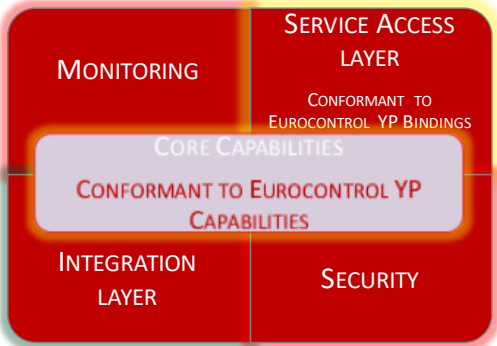 MONITORING
SERVICE ACCESS
LAYER
CONFORMANT TO
EUROCONTROL YP BINDINGS
CORE CAPABILITIES
CONFORMANT TO EUROCONTROL YP
CAPABILITIES
INTEGRATION
LAYER
SECURITY